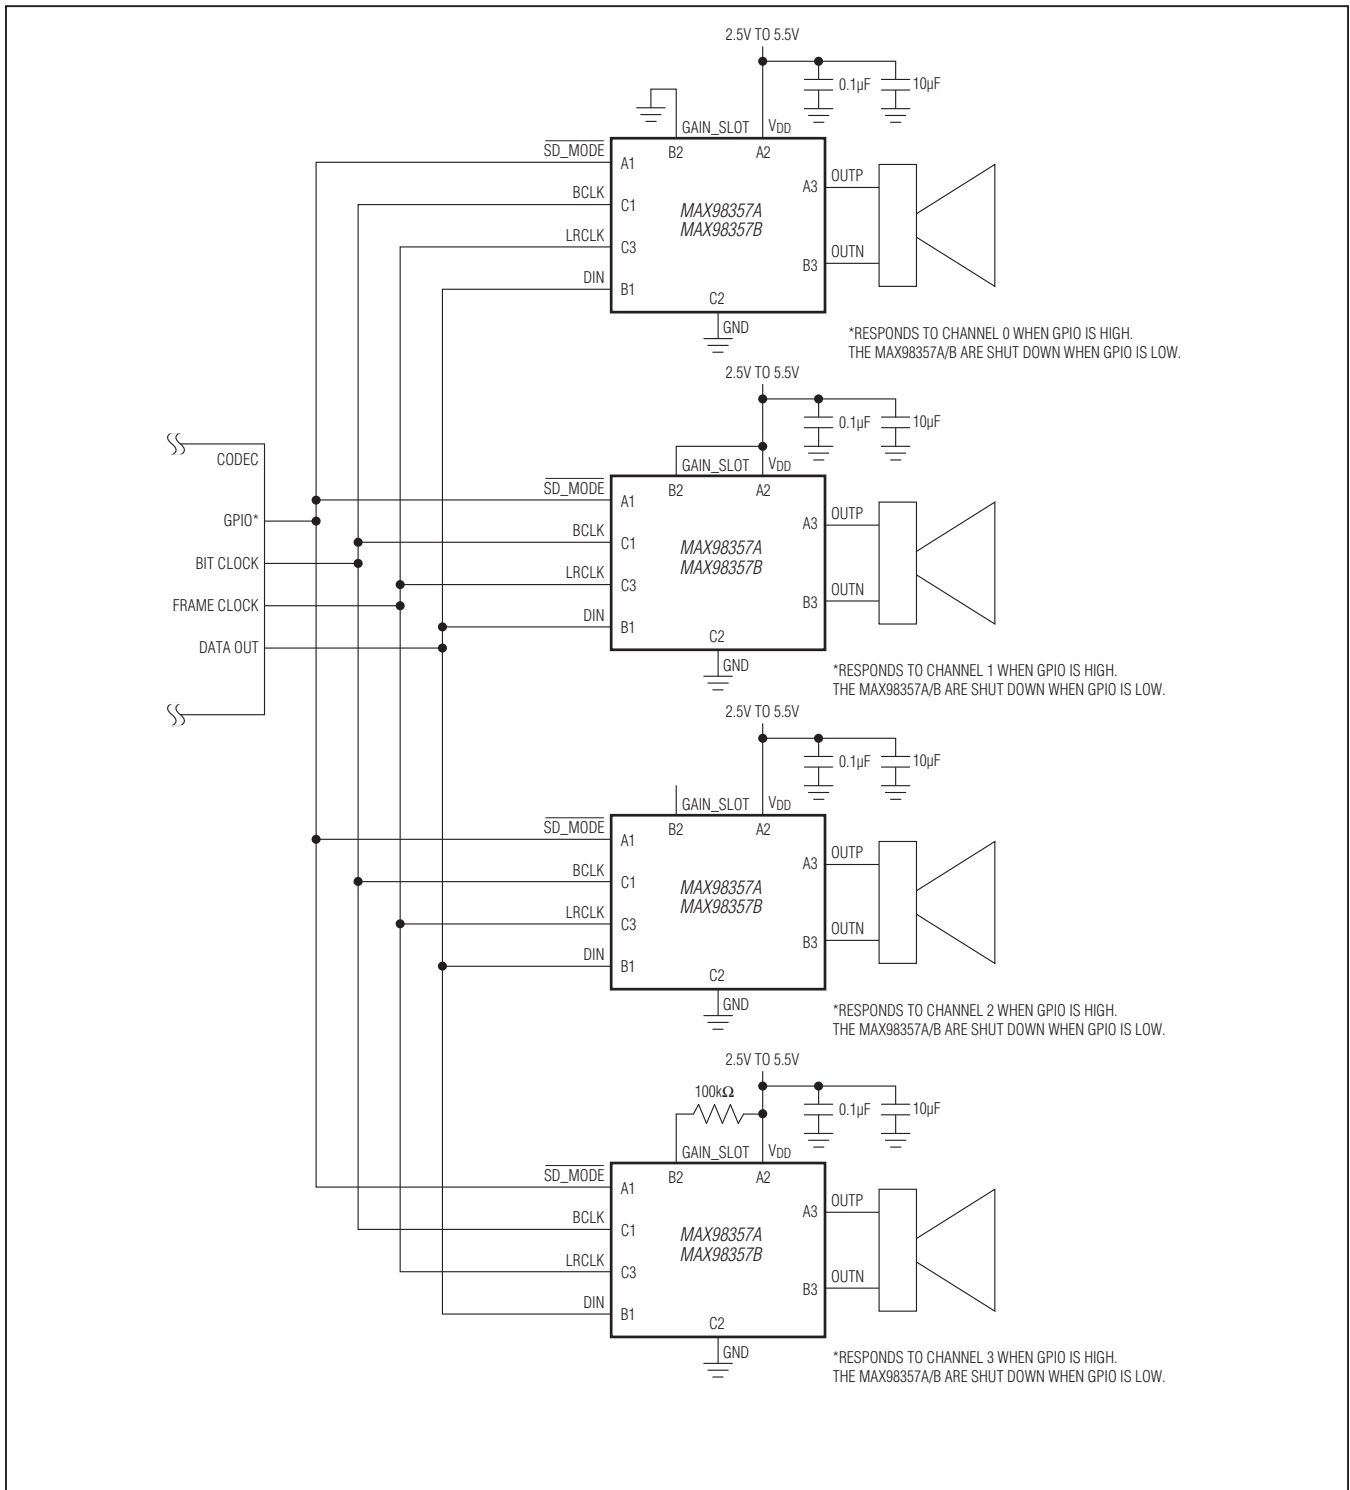 2.5V TO 5.5V
0.1µF
10µF
GAIN_SLOT
VDD
SD_MODE
B2
A2
A1
BCLK
C1
LRCLK
C3
DIN
B1
MAX98357A
MAX98357B
A3
OUTP
B3
OUTN
C2
GND
*RESPONDS TO CHANNEL 0 WHEN GPIO IS HIGH.
THE MAX98357A/B ARE SHUT DOWN WHEN GPIO IS LOW.
CODEC
GPIO*
BIT CLOCK
FRAME CLOCK
DATA OUT
2.5V TO 5.5V
0.1µF
10µF
GAIN_SLOT
VDD
SD_MODE
B2
A2
A1
BCLK
C1
LRCLK
C3
DIN
B1
MAX98357A
MAX98357B
A3
OUTP
B3
OUTN
C2
GND
*RESPONDS TO CHANNEL 1 WHEN GPIO IS HIGH.
THE MAX98357A/B ARE SHUT DOWN WHEN GPIO IS LOW.
2.5V TO 5.5V
0.1µF
10µF
GAIN_SLOT
VDD
SD_MODE
B2
A2
A1
BCLK
C1
LRCLK
C3
DIN
B1
MAX98357A
MAX98357B
A3
OUTP
B3
OUTN
C2
GND
*RESPONDS TO CHANNEL 2 WHEN GPIO IS HIGH.
THE MAX98357A/B ARE SHUT DOWN WHEN GPIO IS LOW.
2.5V TO 5.5V
100kΩ
0.1µF
10µF
GAIN_SLOT
VDD
SD_MODE
B2
A2
A1
BCLK
C1
LRCLK
C3
DIN
B1
MAX98357A
MAX98357B
A3
OUTP
B3
OUTN
C2
GND
*RESPONDS TO CHANNEL 3 WHEN GPIO IS HIGH.
THE MAX98357A/B ARE SHUT DOWN WHEN GPIO IS LOW.